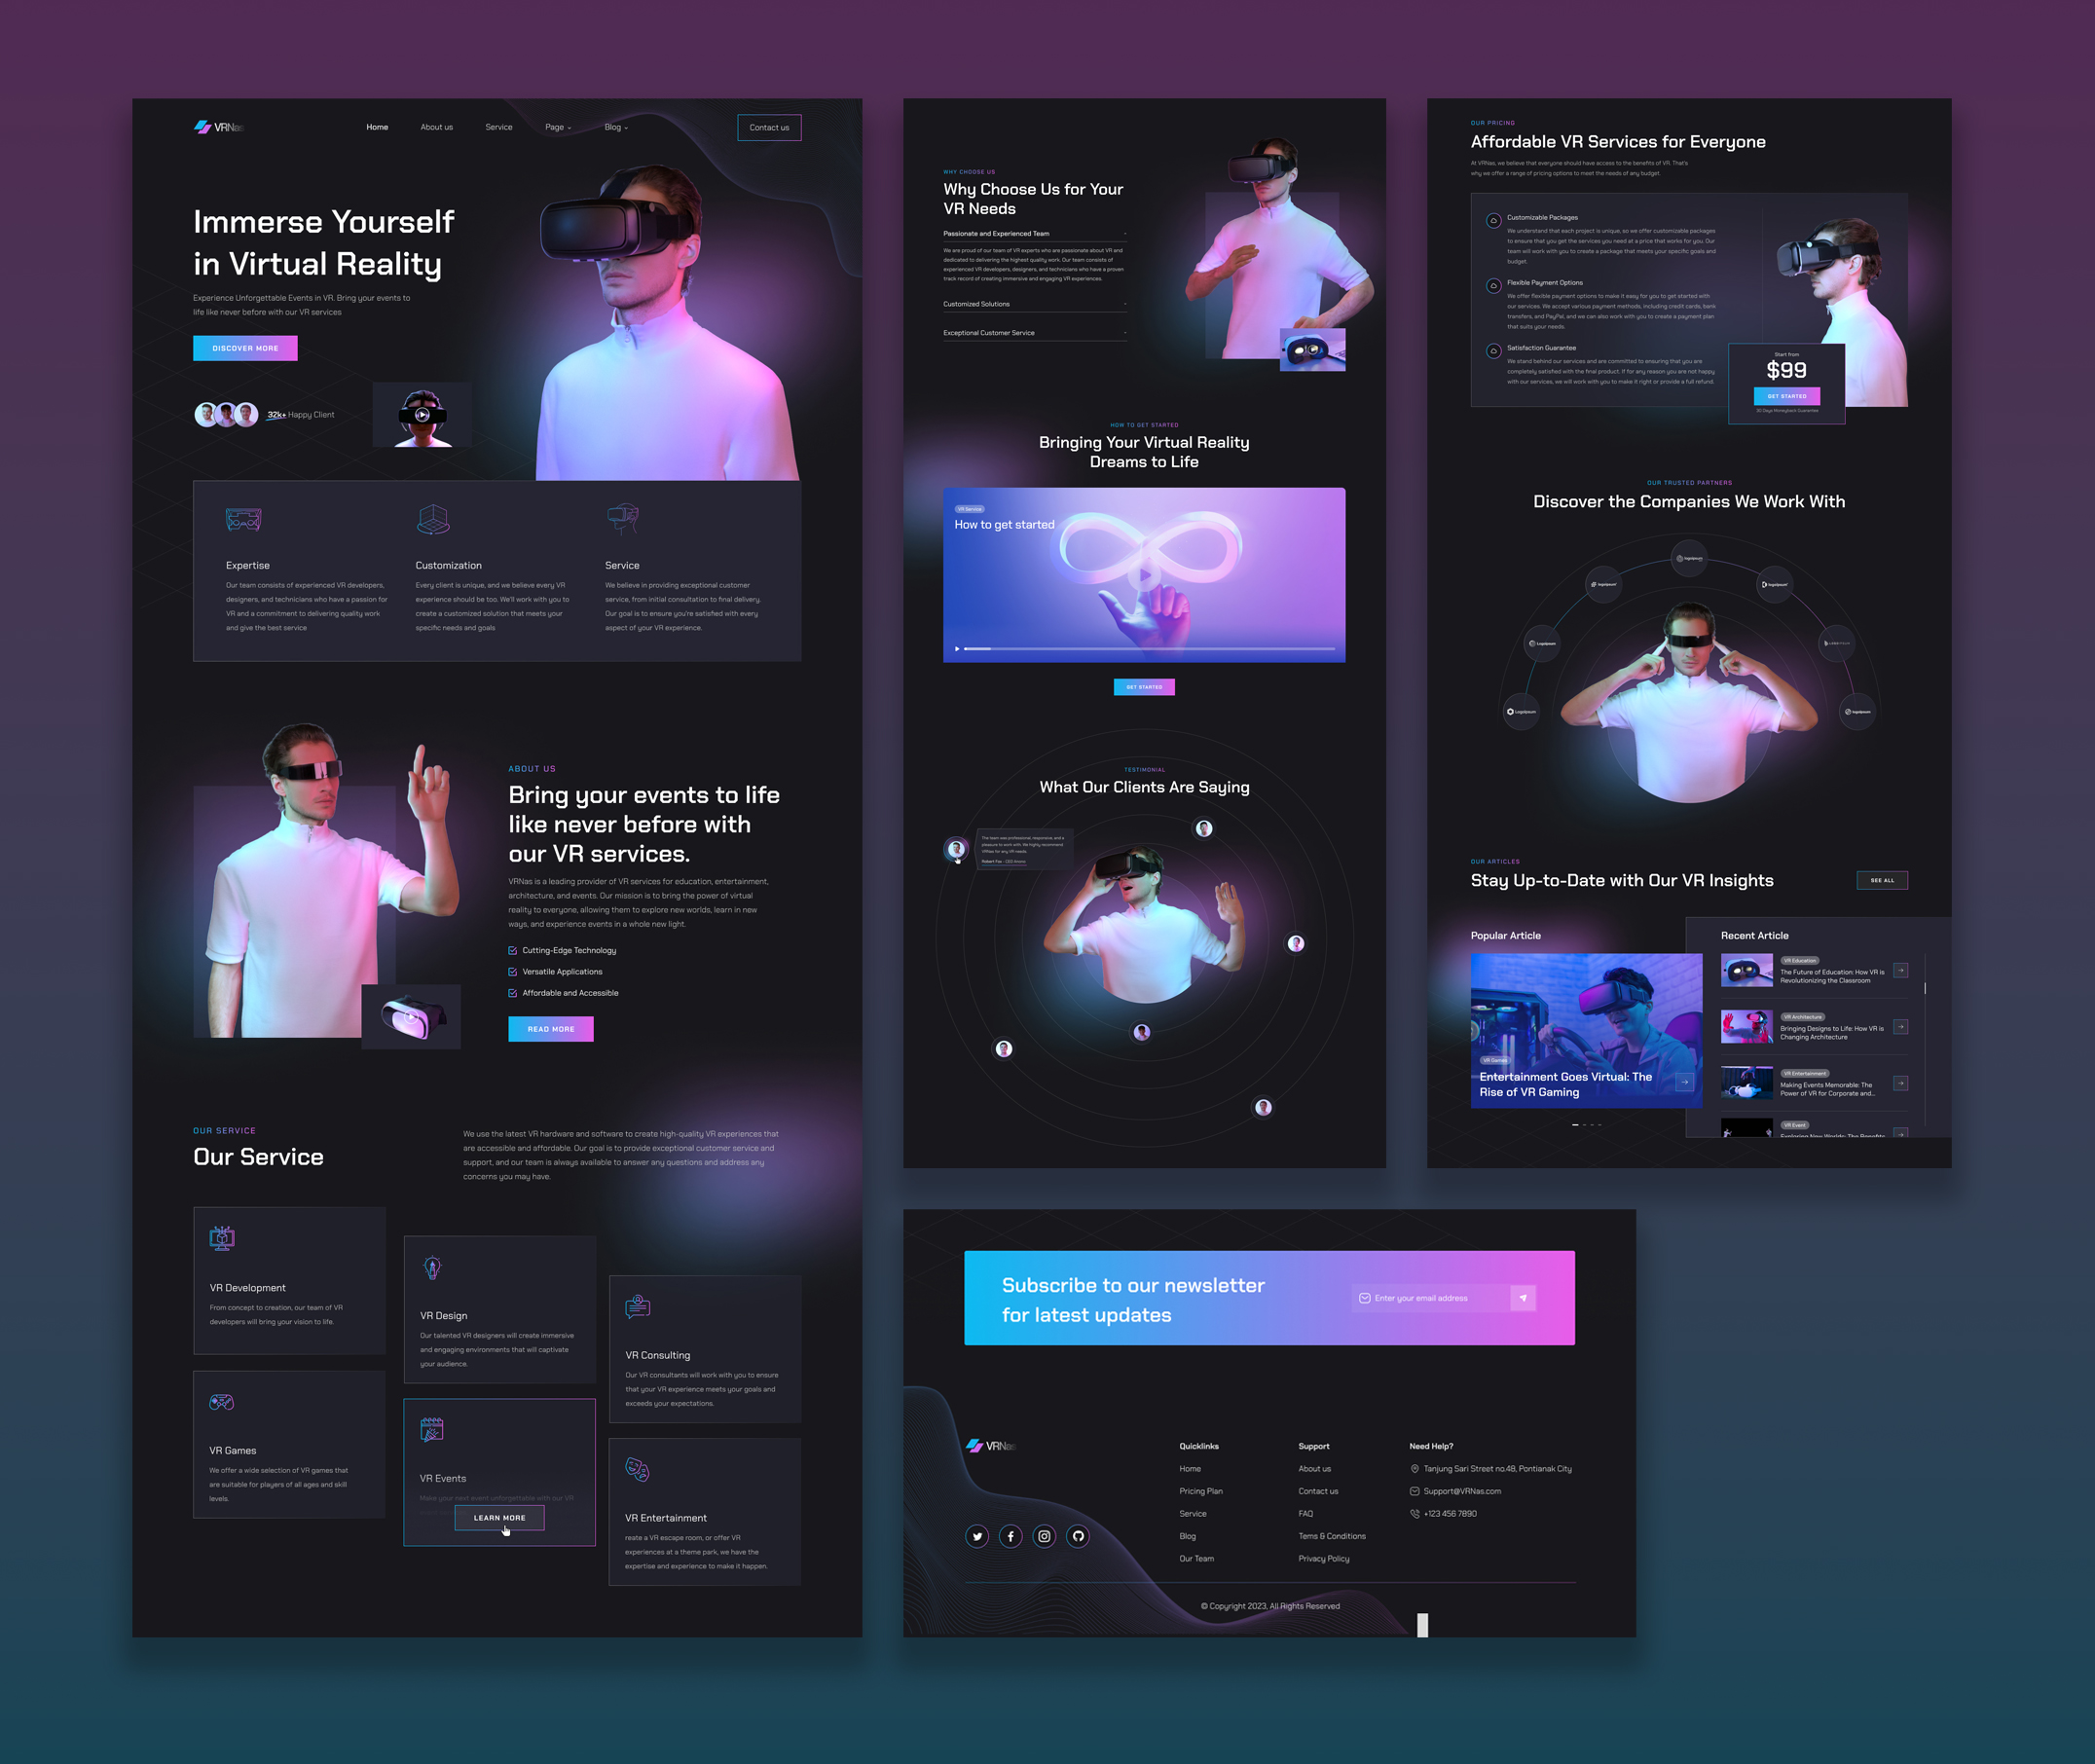 VRNas
Home
About us
Service
Page
Blog
Contact us
Immerse Yourself
in Virtual Reality
Experience Unforgettable Events in VR. Bring your events to
life like never before with our VR services
DISCOVER MORE
32k+ Happy Client
Expertise
Our team consists of experienced VR developers,
designers, and technicians who have a passion for
VR and a commitment to delivering quality work
and give the best service
Customization
Every client is unique, and we believe every VR
experience should be too. We'll work with you to
create a customized solution that meets your
specific needs and goals
Service
We believe in providing exceptional customer
service, from initial consultation to final delivery.
Our goal is to ensure you're satisfied with every
aspect of your VR experience.
ABOUT US
Bring your events to life
like never before with
our VR services.
VRNas is a leading provider of VR services for education, entertainment,
architecture, and events. Our mission is to bring the power of virtual
reality to everyone, allowing them to explore new worlds, learn in new
ways, and experience events in a whole new light.
Cutting-Edge Technology
Versatile Applications
Affordable and Accessible
READ MORE
OUR SERVICE
Our Service
We use the latest VR hardware and software to create high-quality VR experiences that
are accessible and affordable. Our goal is to provide exceptional customer service and
support, and our team is always available to answer any questions and address any
concerns you may have.
VR Development
From concept to creation, our team of VR
developers will bring your vision to life.
VR Design
Our talented VR designers will create immersive
and engaging environments that will captivate
your audience.
VR Consulting
Our VR consultants will work with you to ensure
that your VR experience meets your goals and
exceeds your expectations.
VR Games
We offer a wide selection of VR games that
are suitable for players of all ages and skill
levels.
VR Events
Make your next event unforgettable with our VR
LEARN MORE
VR Entertainment
reate a VR escape room, or offer VR
experiences at a theme park, we have the
expertise and experience to make it happen.
WHY CHOOSE US
Why Choose Us for Your
VR Needs
Passionate and Experienced Team
We are proud of our team of VR experts who are passionate about VR and
dedicated to delivering the highest quality work. Our team consists of
experienced VR developers, designers, and technicians who have a proven
track record of creating immersive and engaging VR experiences.
Customized Solutions
Exceptional Customer Service
HOW TO GET STARTED
Bringing Your Virtual Reality
Dreams to Life
VR Service
How to get started
GET STARTED
TESTIMONIAL
What Our Clients Are Saying
The team was professional, responsive, and a
pleasure to work with. We highly recommend
VRNas for any VR needs
Robert Fox - CEO
OUR PRICING
Affordable VR Services for Everyone
At VRNas, we believe that everyone should have access to the benefits of VR. That's
why we offer a range of pricing options to meet the needs of any budget.
Customizable Packages
We understand that each project is unique, so we offer customizable packages
to ensure that you get the services you need at a price that works for you. Our
team will work with you to create a package that meets your specific goals and
budget.
Flexible Payment Options
We offer flexible payment options to make it easy for you to get started with
our services. We accept various payment methods, including credit cards, bank
transfers, and PayPal, and we can also work with you to create a payment plan
that suits your needs.
Satisfaction Guarantee
We stand behind our services and are committed to ensuring that you are
completely satisfied with the final product. If for any reason you are not happy
with our services, we will work with you to make it right or provide a full refund.
Start from
$99
GET STARTED
30 Days Moneyback Guarantee
OUR TRUSTED PARTNERS
Discover the Companies We Work With
logoipsum
logoipsum
logoipsum
Logoipsum
Logoipsum
logoipsum
OUR ARTICLES
Stay Up-to-Date with Our VR Insights
SEE ALL
Popular Article
VR Games
Entertainment Goes Virtual: The
Rise of VR Gaming
Recent Article
VR Education
The Future of Education: How VR is
Revolutionizing the Classroom
VR Architecture
Bringing Designs to Life: How VR is
Changing Architecture
VR Entertainment
Making Events Memorable: The
Power of VR for Corporate and...
VR Event
Exploring New Worlds: The Benefits
Subscribe to our newsletter
for latest updates
Enter your email address
VRNas
Quicklinks
Home
Pricing Plan
Service
Blog
Our Team
Support
About us
Contact us
FAQ
Tems & Conditions
Privacy Policy
Need Help?
Tanjung Sari Street no.48, Pontianak City
Support@VRNas.com
+123 456 7890
© Copyright 2023, All Rights Reserved